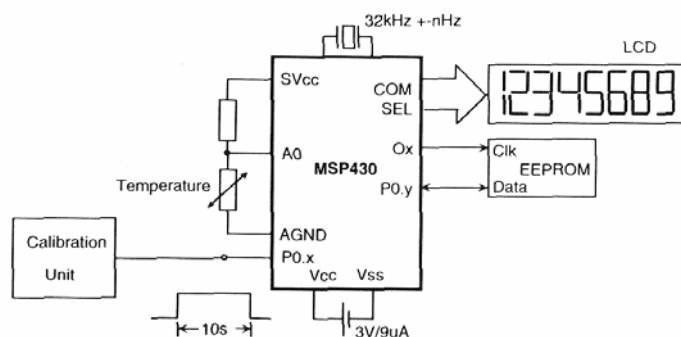 32kHz +-nHz
LCD
SVcc
COM
SEL
12345689
A0
MSP430
Ox
Clk
EEPROM
Temperature
P0.y
Data
AGND
Calibration
Unit
P0.x
Vcc
Vss
10s
3V/9uA